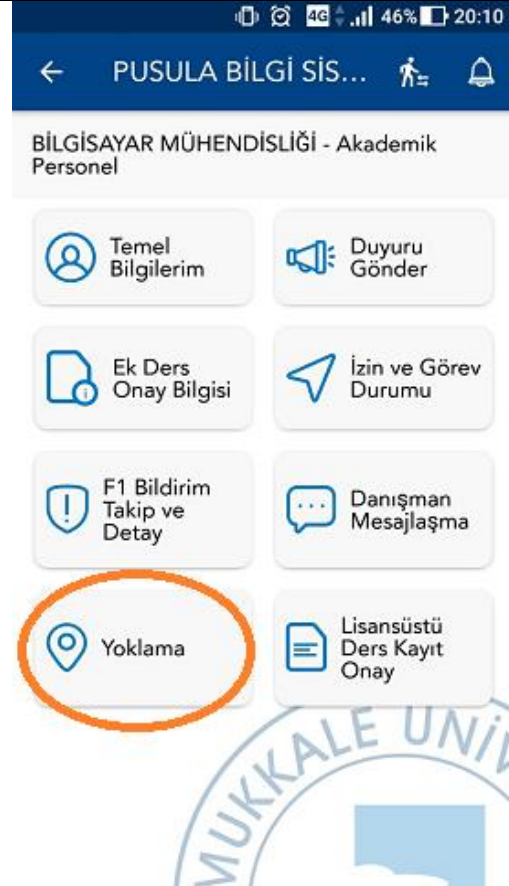 4G 46% 20:10
PUSULA BİLGİ SİS...
BİLGİSAYAR MÜHENDİSLİĞİ - Akademik
Personel
Temel
Bilgilerim
Duyuru
Gönder
Ek Ders
Onay Bilgisi
İzin ve Görev
Durumu
F1 Bildirim
Takip ve
Detay
Danışman
Mesajlaşma
Yoklama
Lisansüstü
Ders Kayıt
Onay
MUKKALE ÜNİV